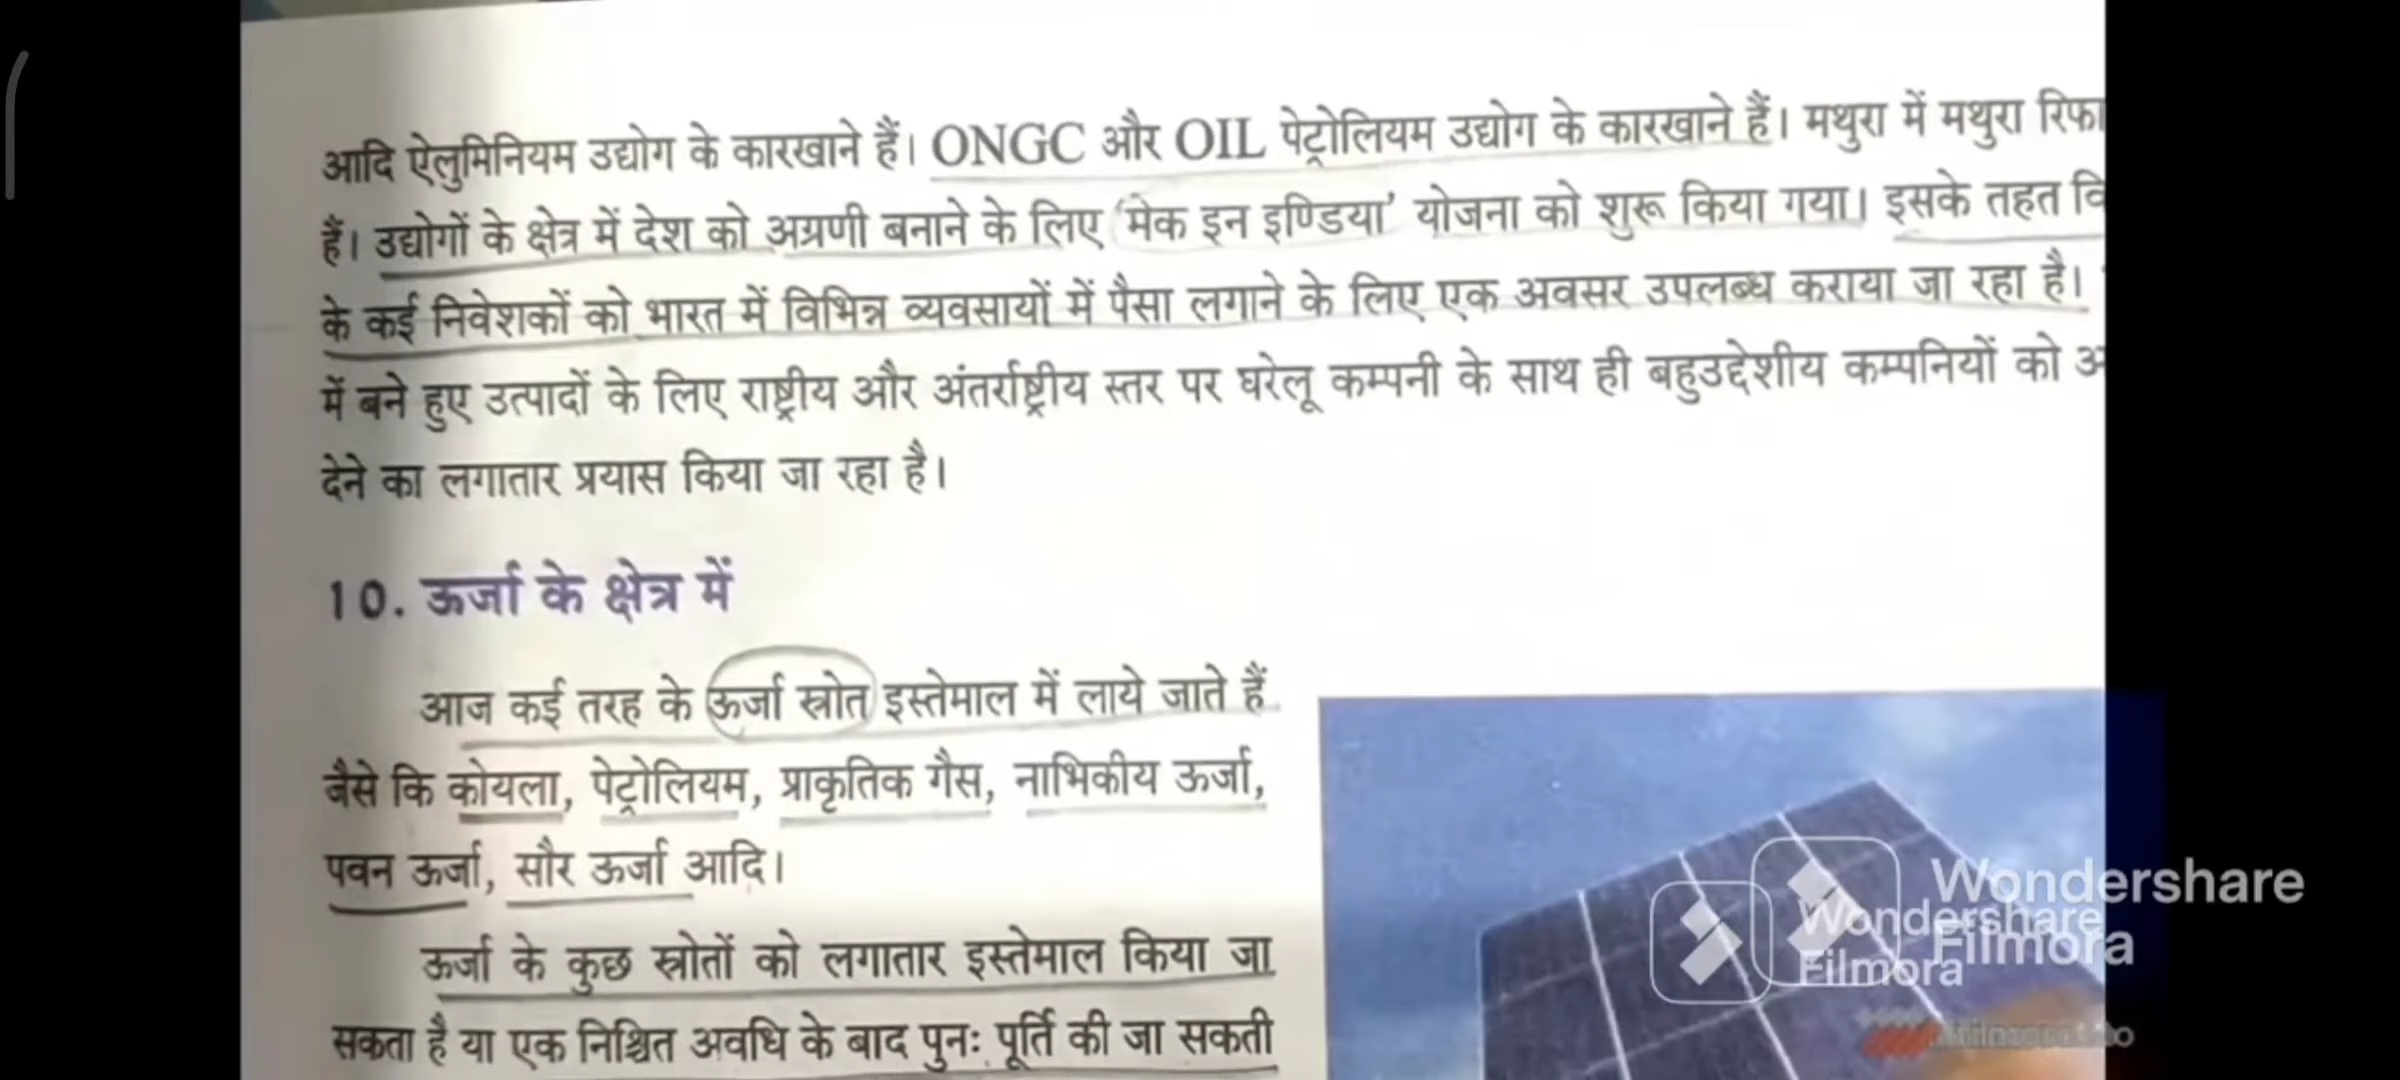 आदि ऐलुमिनियम उद्योग के कारखाने हैं। ONGC और OIL पेट्रोलियम उद्योग के कारखाने हैं। मथुरा में मथुरा रिफा
हैं। उद्योगों के क्षेत्र में देश को अग्रणी बनाने के लिए ‘मेक इन इण्डिया’ योजना को शुरू किया गया। इसके तहत वि
के कई निवेशकों को भारत में विभिन्न व्यवसायों में पैसा लगाने के लिए एक अवसर उपलब्ध कराया जा रहा है।
में बने हुए उत्पादों के लिए राष्ट्रीय और अंतर्राष्ट्रीय स्तर पर घरेलू कम्पनी के साथ ही बहुउद्देशीय कम्पनियों को
देने का लगातार प्रयास किया जा रहा है।
10. ऊर्जा के क्षेत्र में
आज कई तरह के ऊर्जा स्रोत इस्तेमाल में लाये जाते हैं
जैसे कि कोयला, पेट्रोलियम, प्राकृतिक गैस, नाभिकीय ऊर्जा,
पवन ऊर्जा, सौर ऊर्जा आदि।
ऊर्जा के कुछ स्रोतों को लगातार इस्तेमाल किया जा
सकता है या एक निश्चित अवधि के बाद पुनः पूर्ति की जा सकती
Wondershare
Filmora
Wondershare
Filmora